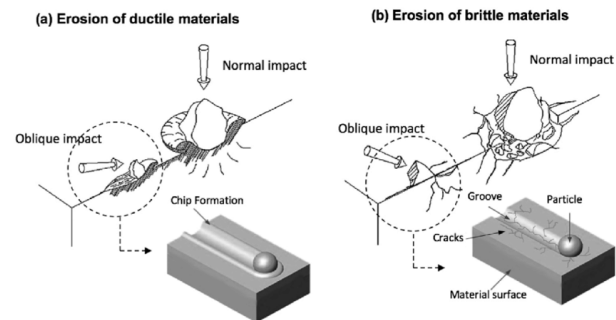 (a) Erosion of ductile materials
Normal impact
Oblique impact
Chip Formation
(b) Erosion of brittle materials
Normal impact
Oblique impact
Groove
Particle
Cracks
Material surface